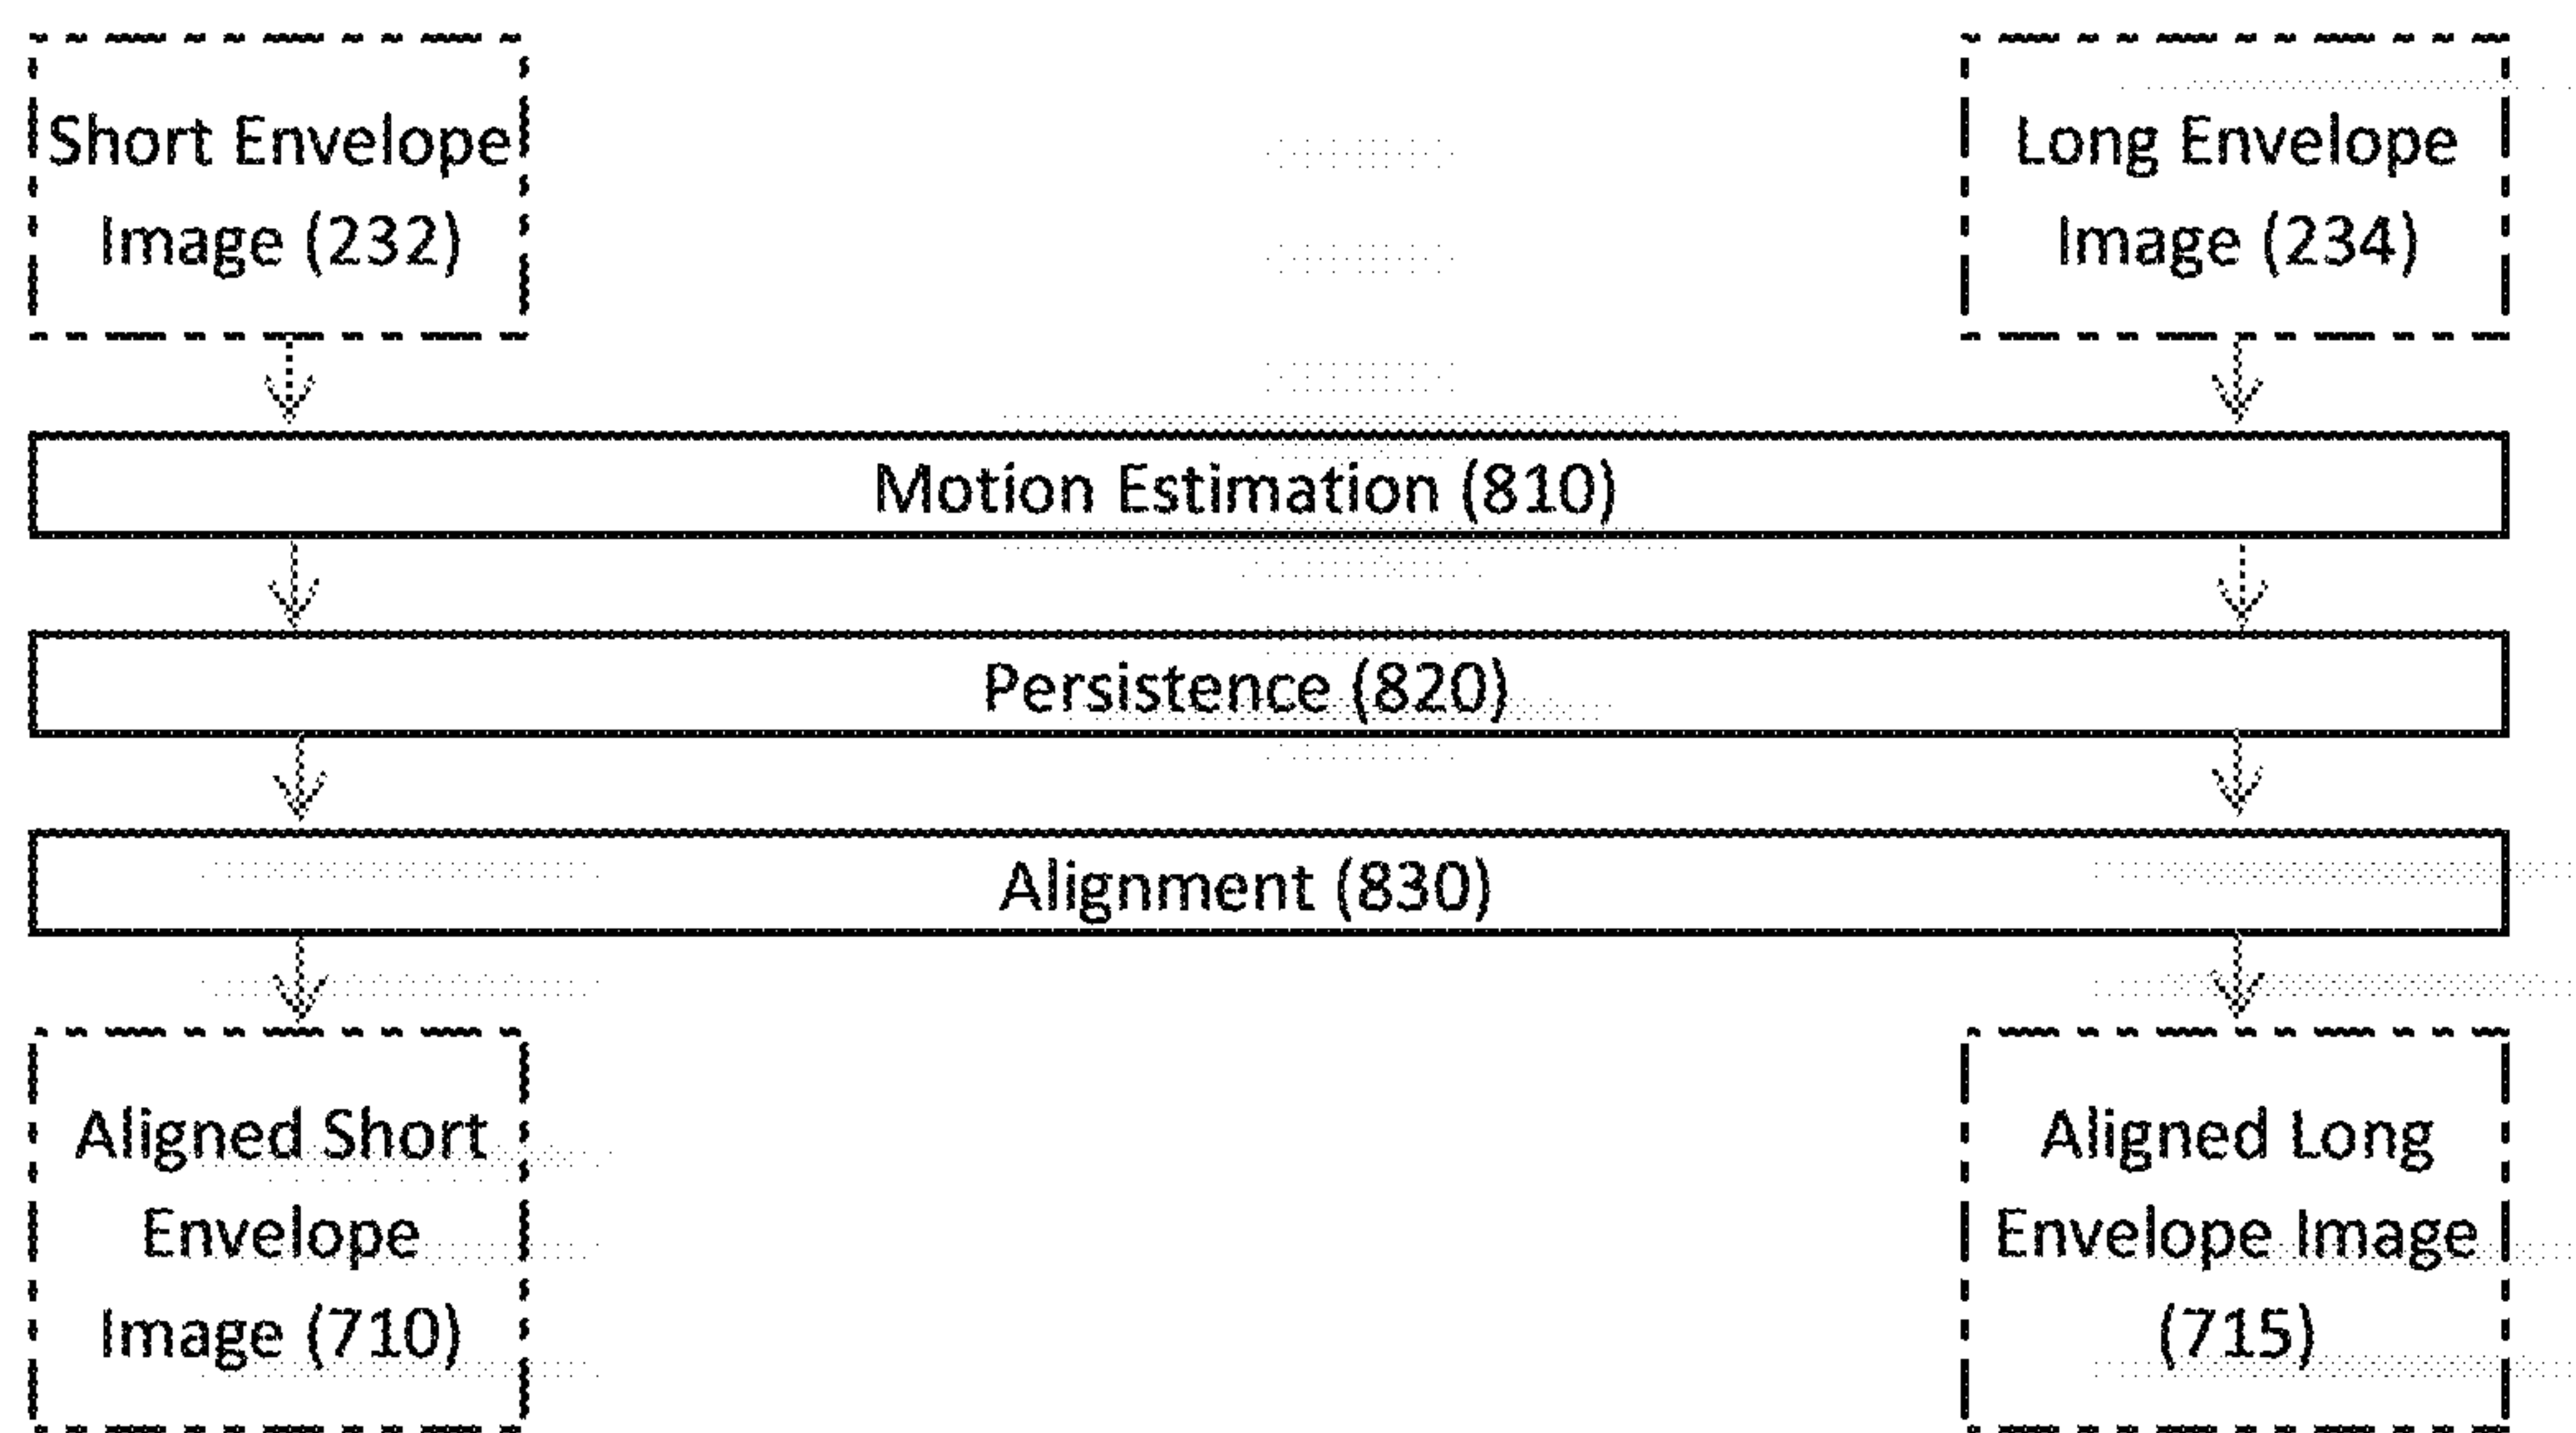 Short Envelope
Image (232)
Long Envelope
Image (234)
Motion Estimation (810)
Persistence (820)
Alignment (830)
Aligned Short
Envelope
Image (710)
Aligned Long
Envelope Image
(715)